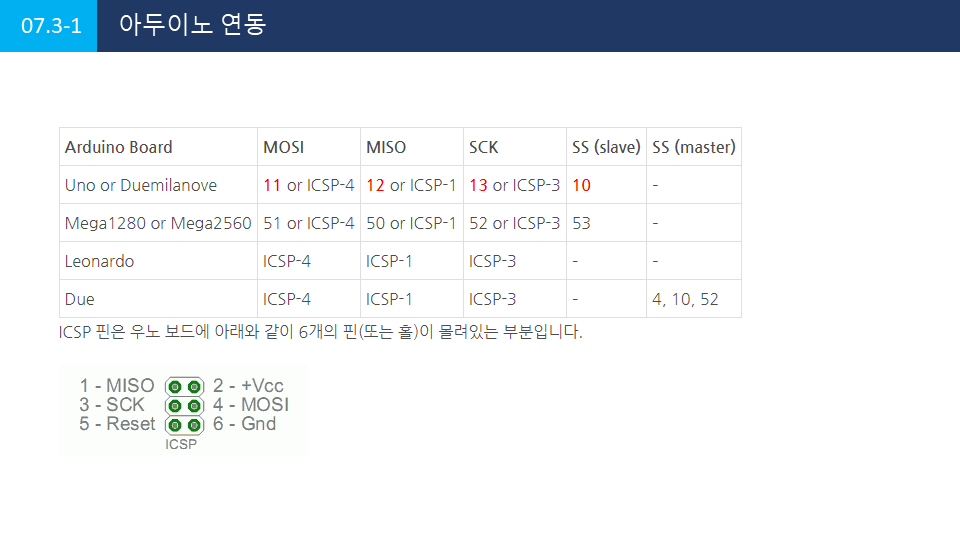 07.3-1 아두이노 연동
Arduino Board MOSI MISO SCK SS (slave) SS (master)
Uno or Duemilanove 11 or ICSP-4 12 or ICSP-1 13 or ICSP-3 10 -
Mega1280 or Mega2560 51 or ICSP-4 50 or ICSP-1 52 or ICSP-3 53 -
Leonardo ICSP-4 ICSP-1 ICSP-3 - -
Due ICSP-4 ICSP-1 ICSP-3 - 4, 10, 52
ICSP 핀은 우노 보드에 아래와 같이 6개의 핀(또는 홀)이 몰려있는 부분입니다.
1 - MISO 2 - +Vcc
3 - SCK 4 - MOSI
5 - Reset 6 - Gnd
ICSP